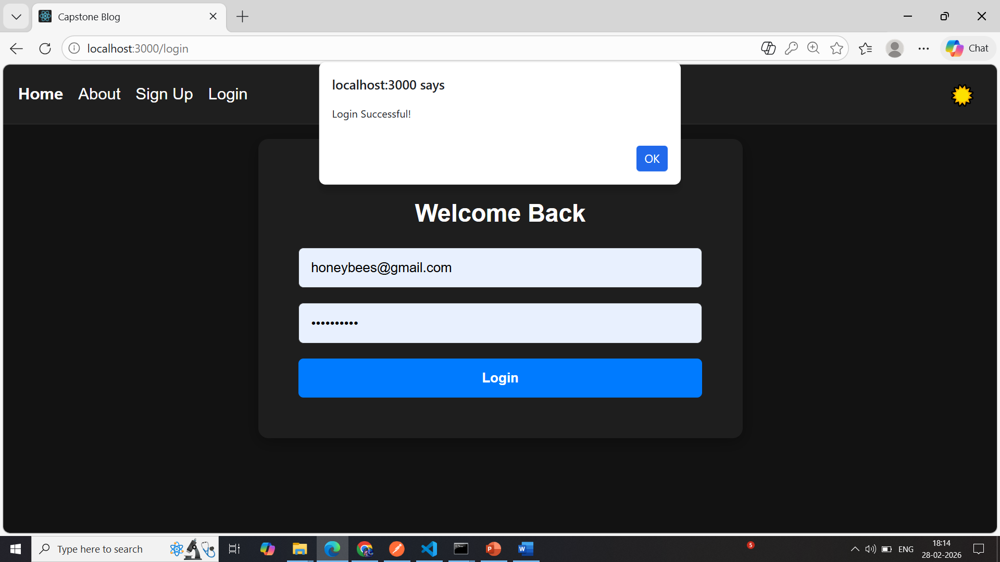 Capstone Blog
localhost:3000/login
Chat
localhost:3000 says
Login Successful!
OK
Home About Sign Up Login
Welcome Back
honeybees@gmail.com
••••••••••
Login
Type here to search
P
W
5
ENG
18:14
28-02-2026